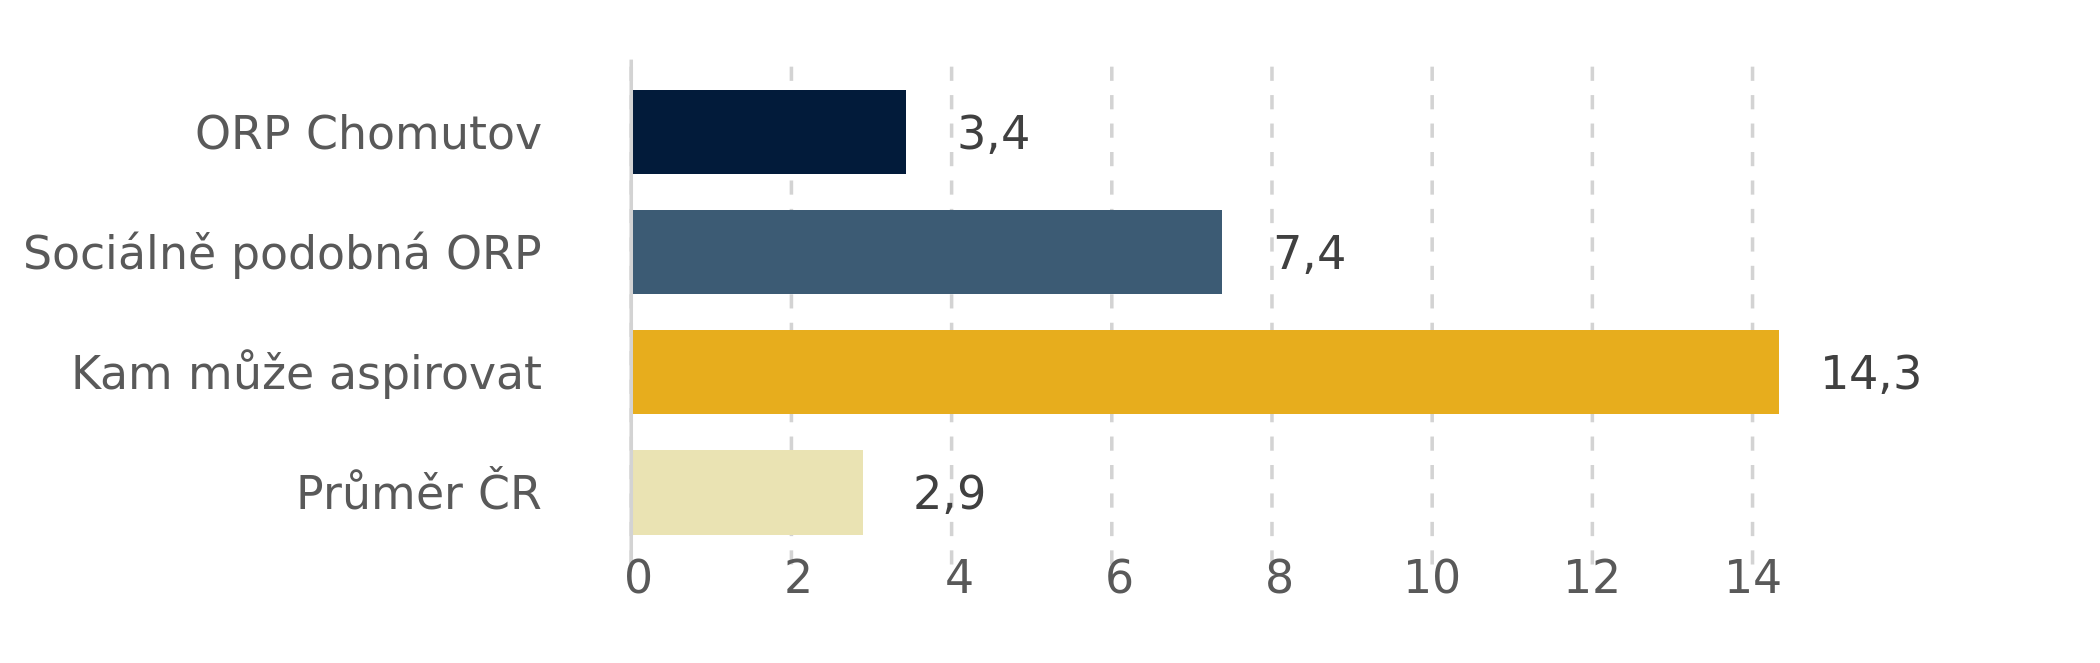 ORP Chomutov 3,4
Sociálně podobná ORP 7,4
Kam může aspirovat 14,3
Průměr ČR 2,9
0 2 4 6 8 10 12 14